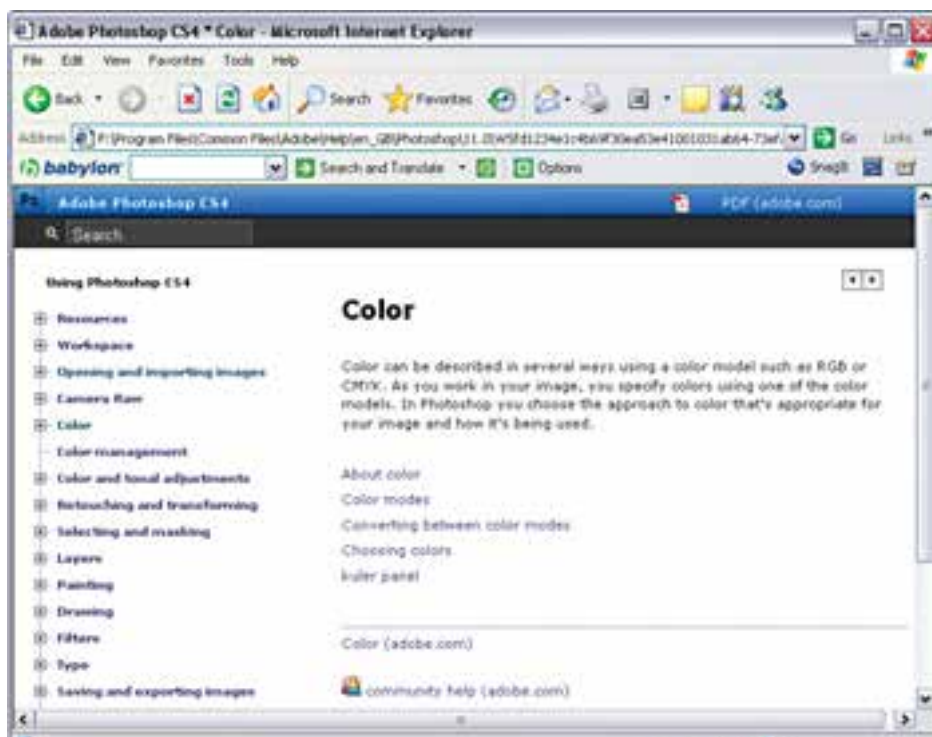 Adobe Photoshop CS4 * Color - Microsoft Internet Explorer
File Edit View Favorites Tools Help
Back Search Favorites
Address Go Links
babylon Search and Translate Options SnagIt
Ps Adobe Photoshop CS4 PDF (adobe.com)
Search
Using Photoshop CS4
Resources
Workspace
Opening and importing images
Camera Raw
Color
Color management
Color and tonal adjustments
Retouching and transforming
Selecting and masking
Layers
Painting
Drawing
Filters
Type
Saving and exporting images
Color
Color can be described in several ways using a color model such as RGB or
CMYK. As you work in your image, you specify colors using one of the color
models. In Photoshop you choose the approach to color that's appropriate for
your image and how it's being used.
About color
Color modes
Converting between color modes
Choosing colors
kuler panel
Color (adobe.com)
community help (adobe.com)